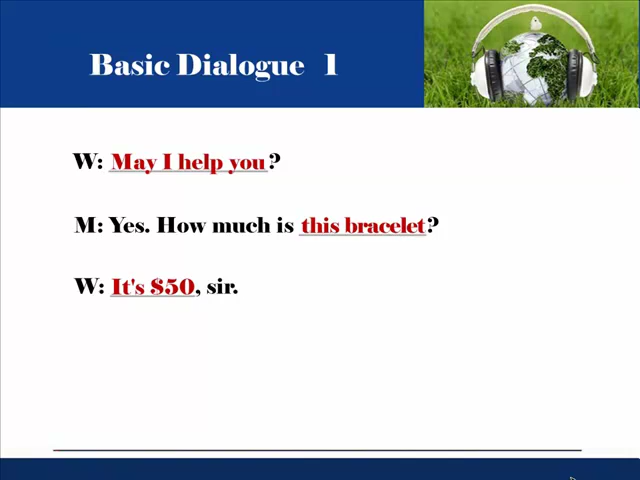 Basic Dialogue 1
W: May I help you?
M: Yes. How much is this bracelet?
W: It's $50, sir.